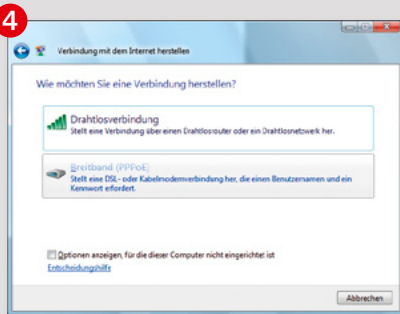 4
Verbindung mit dem Internet herstellen
Wie möchten Sie eine Verbindung herstellen?
Drahtlosverbindung
Stellt eine Verbindung über einen Drahtlosrouter oder ein Drahtlosnetzwerk her.
Breitband (PPPoE)
Stellt eine DSL- oder Kabelmodemverbindung her, die einen Benutzernamen und ein
Kennwort erfordert.
Optionen anzeigen, für die dieser Computer nicht eingerichtet ist
Entscheidungshilfe
Abbrechen